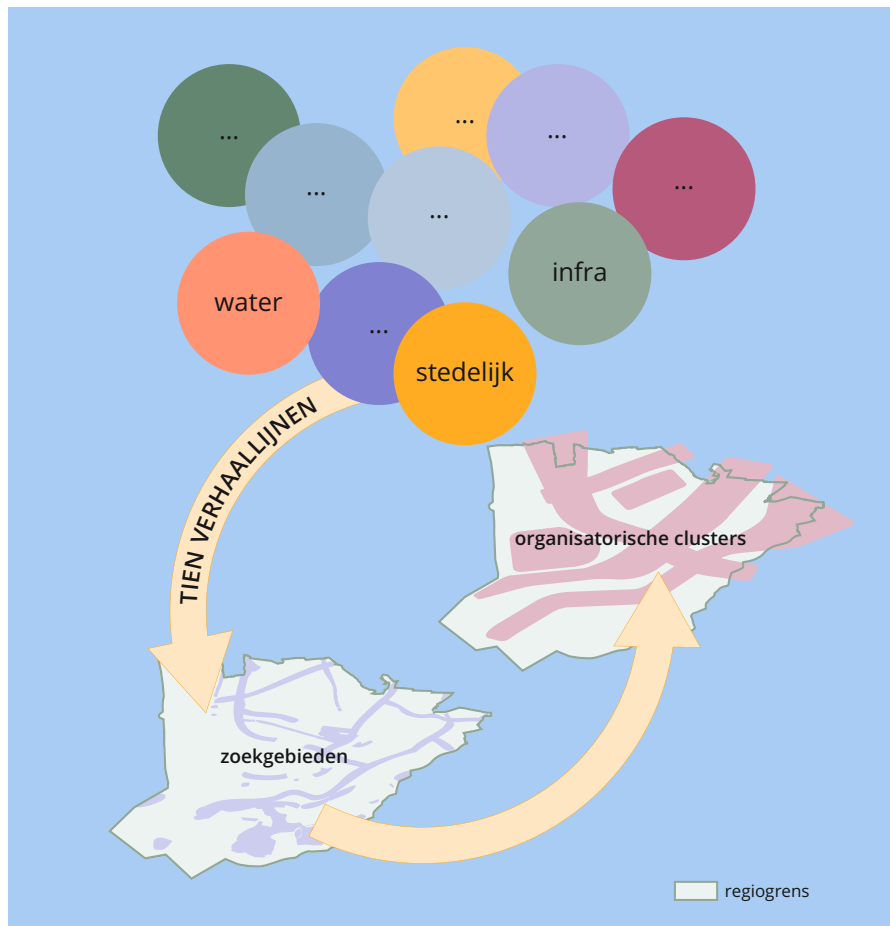 ...
...
...
...
...
...
infra
water
...
stedelijk
TIEN VERHAALLIJNEN
organisatorische clusters
zoekgebieden
regiogrens